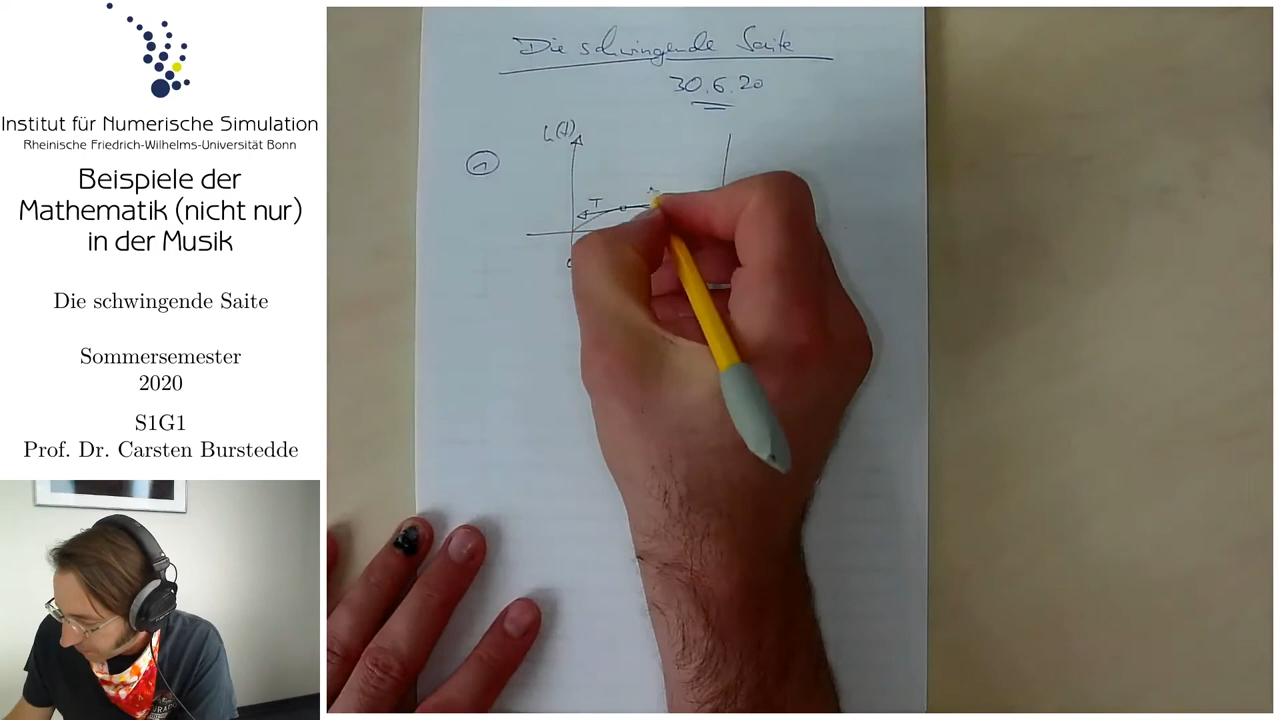 Institut für Numerische Simulation
Rheinische Friedrich-Wilhelms-Universität Bonn
Beispiele der
Mathematik (nicht nur)
in der Musik
Die schwingende Saite
Sommersemester
2020
S1G1
Prof. Dr. Carsten Burstedde
Die schwingende Saite
30.6.20
1
T